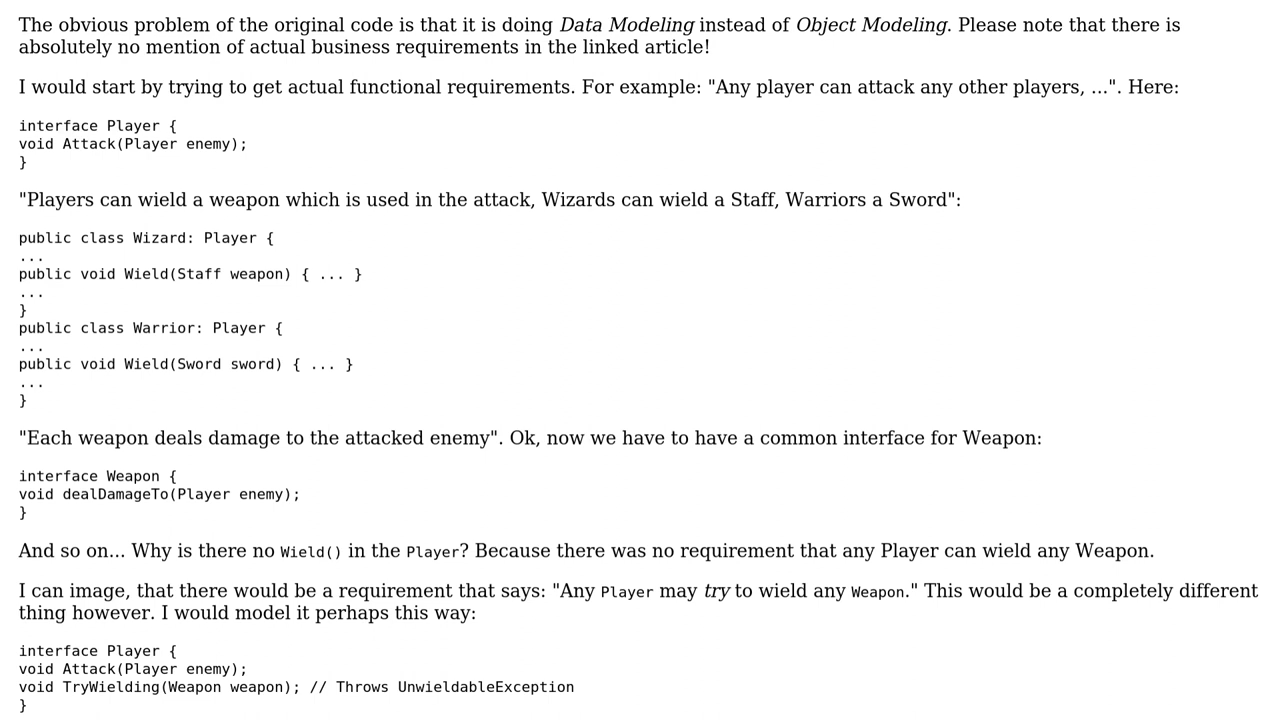 The obvious problem of the original code is that it is doing Data Modeling instead of Object Modeling. Please note that there is
absolutely no mention of actual business requirements in the linked article!
I would start by trying to get actual functional requirements. For example: "Any player can attack any other players, ...". Here:
interface Player {
void Attack(Player enemy);
}
"Players can wield a weapon which is used in the attack, Wizards can wield a Staff, Warriors a Sword":
public class Wizard: Player {
...
public void Wield(Staff weapon) { ... }
...
}
public class Warrior: Player {
...
public void Wield(Sword sword) { ... }
...
}
"Each weapon deals damage to the attacked enemy". Ok, now we have to have a common interface for Weapon:
interface Weapon {
void dealDamageTo(Player enemy);
}
And so on... Why is there no Wield() in the Player? Because there was no requirement that any Player can wield any Weapon.
I can image, that there would be a requirement that says: "Any Player may try to wield any Weapon." This would be a completely different
thing however. I would model it perhaps this way:
interface Player {
void Attack(Player enemy);
void TryWielding(Weapon weapon); // Throws UnwieldableException
}